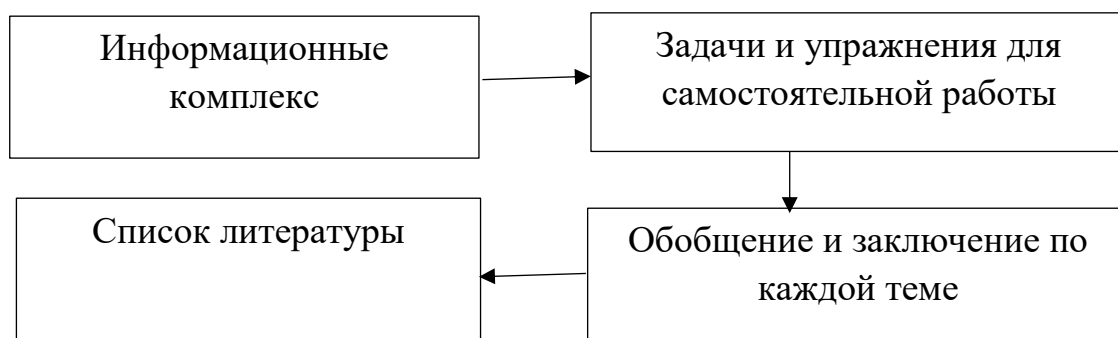 Информационные
комплекс
Задачи и упражнения для
самостоятельной работы
Список литературы
Обобщение и заключение по
каждой теме